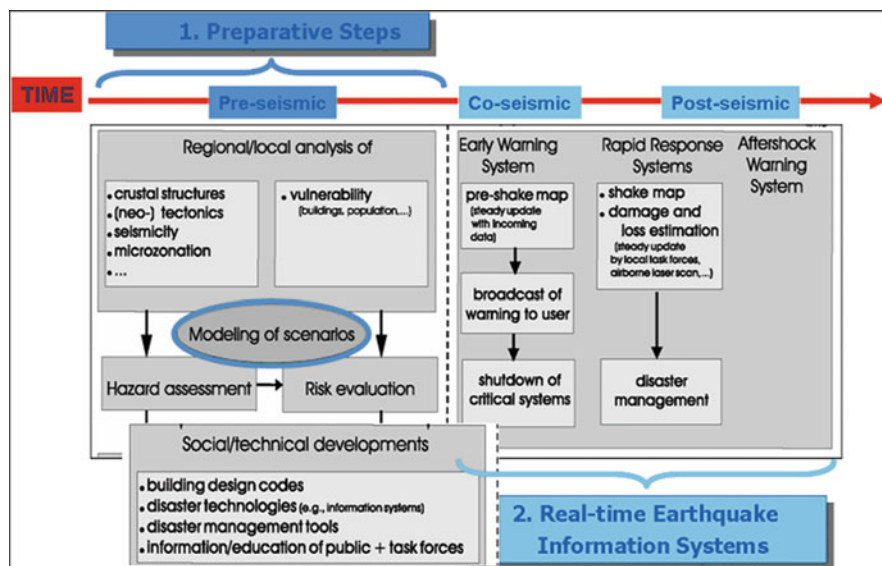 1. Preparative Steps
TIME
Pre-seismic
Co-seismic
Post-seismic
Regional/local analysis of
• crustal structures
• (neo-) tectonics
• seismicity
• microzonation
• ...
• vulnerability
(buildings, population,...)
Modeling of scenarios
Hazard assessment
Risk evaluation
Social/technical developments
• building design codes
• disaster technologies (e.g., information systems)
• disaster management tools
• information/education of public + task forces
Early Warning
System
pre-shake map
(steady update
with incoming
data)
broadcast of
warning to user
shutdown of
critical systems
Rapid Response
Systems
• shake map
• damage and
loss estimation
(steady update
by local task forces,
airborne laser scan,...)
disaster
management
Aftershock
Warning
System
2. Real-time Earthquake
Information Systems